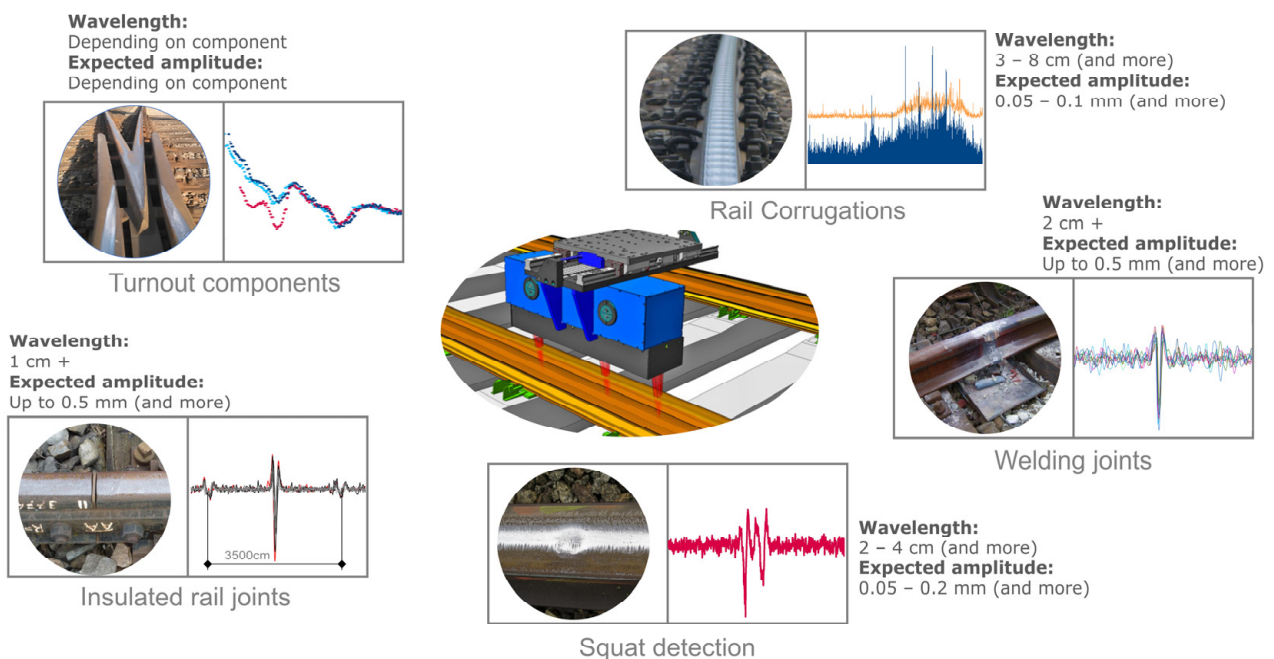 Wavelength:
Depending on component
Expected amplitude:
Depending on component
Turnout components
Wavelength:
3 – 8 cm (and more)
Expected amplitude:
0.05 – 0.1 mm (and more)
Rail Corrugations
Wavelength:
2 cm +
Expected amplitude:
Up to 0.5 mm (and more)
Welding joints
Wavelength:
1 cm +
Expected amplitude:
Up to 0.5 mm (and more)
3500cm
Insulated rail joints
Wavelength:
2 – 4 cm (and more)
Expected amplitude:
0.05 – 0.2 mm (and more)
Squat detection